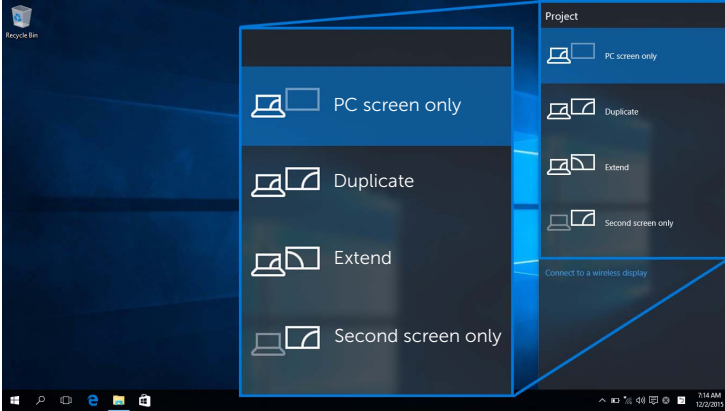 Recycle Bin
PC screen only
Duplicate
Extend
Second screen only
Project
PC screen only
Duplicate
Extend
Second screen only
Connect to a wireless display
7:14 AM
12/2/2015